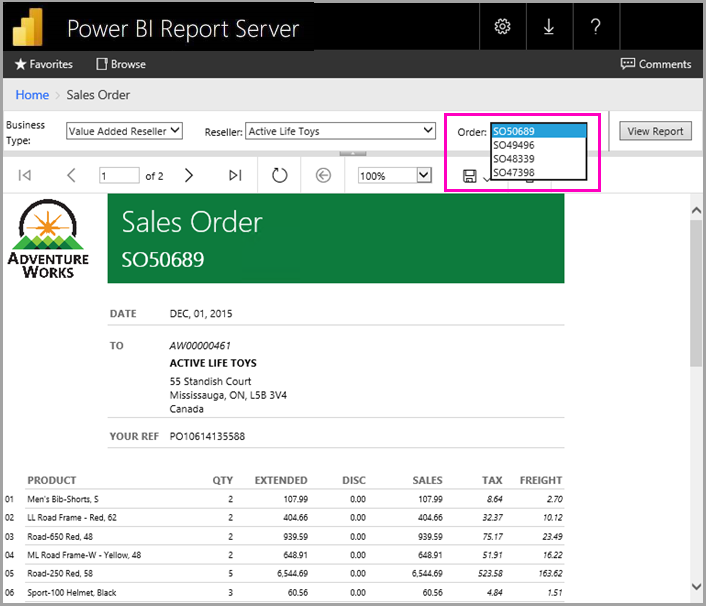 Power BI Report Server ?
Favorites Browse Comments
Home > Sales Order
Business Type: Value Added Reseller Reseller: Active Life Toys Order: SO50689 View Report
SO49496
SO48339
SO47398
1 of 2 100%
ADVENTURE
WORKS
Sales Order
SO50689
DATE DEC, 01, 2015
TO AW00000461
ACTIVE LIFE TOYS
55 Standish Court
Mississauga, ON, L5B 3V4
Canada
YOUR REF PO10614135588
PRODUCT QTY EXTENDED DISC SALES TAX FREIGHT
01 Men's Bib-Shorts, S 2 107.99 0.00 107.99 8.64 2.70
02 LL Road Frame - Red, 62 2 404.66 0.00 404.66 32.37 10.12
03 Road-650 Red, 48 2 939.59 0.00 939.59 75.17 23.49
04 ML Road Frame-W - Yellow, 48 2 648.91 0.00 648.91 51.91 16.22
05 Road-250 Red, 58 5 6,544.69 0.00 6,544.69 523.58 163.62
06 Sport-100 Helmet, Black 3 60.56 0.00 60.56 4.84 1.51